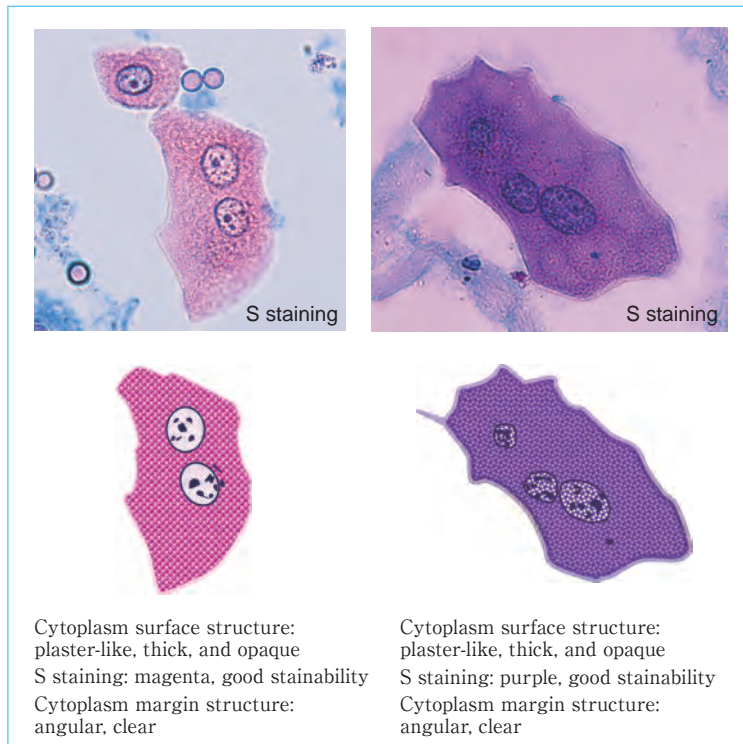 S staining
S staining
Cytoplasm surface structure:
plaster-like, thick, and opaque
S staining: magenta, good stainability
Cytoplasm margin structure:
angular, clear
Cytoplasm surface structure:
plaster-like, thick, and opaque
S staining: purple, good stainability
Cytoplasm margin structure:
angular, clear